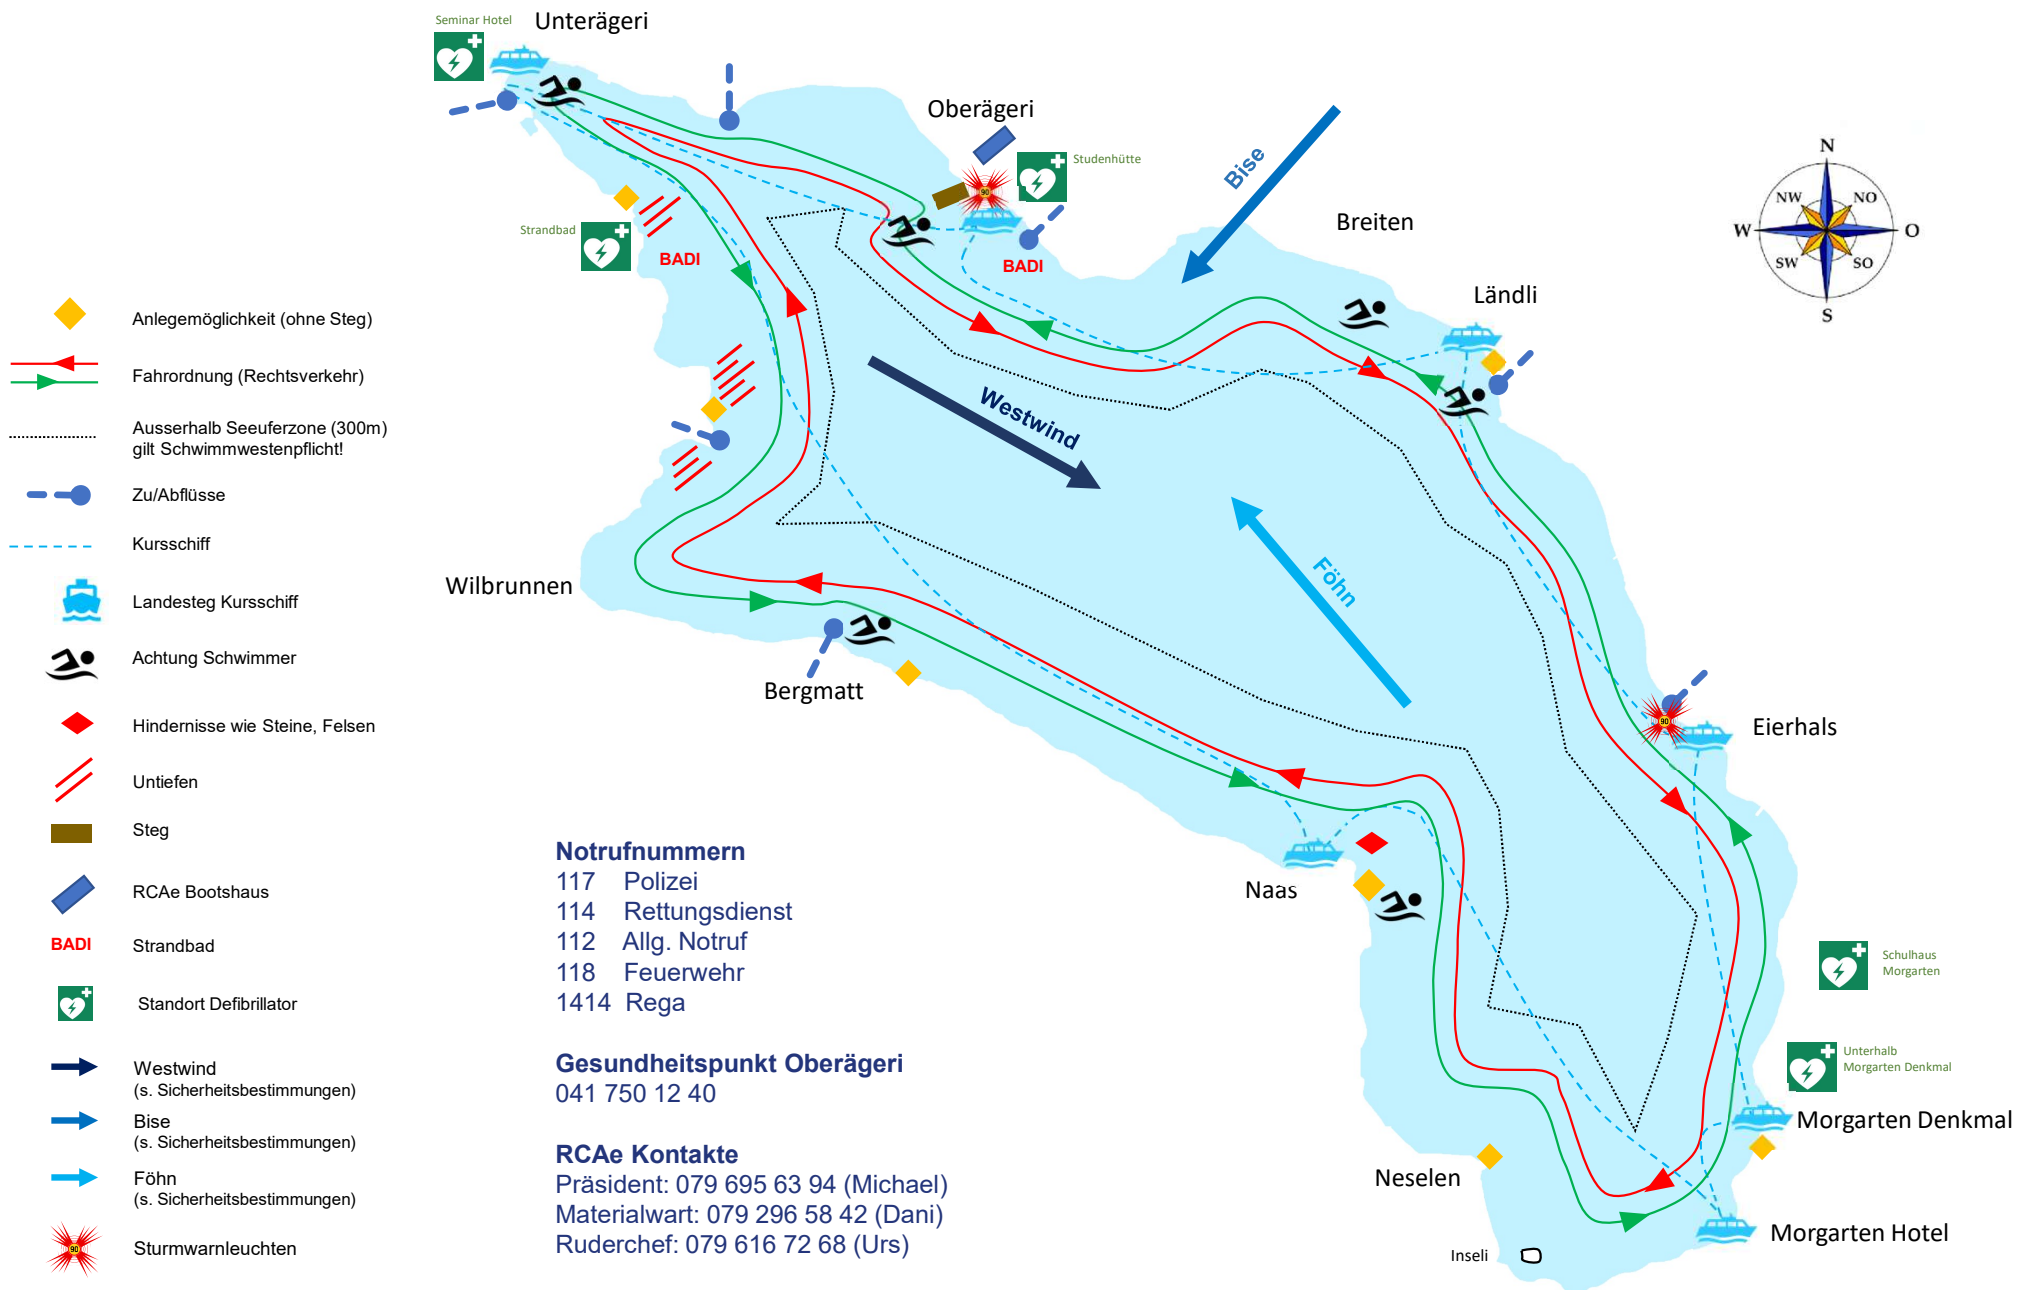 Seminar Hotel
Unterägeri
Oberägeri
Studenhütte
90
Strandbad
BADI
BADI
Bise
Breiten
Ländli
N
NW
NO
W
O
SW
SO
S
Westwind
Föhn
Wilbrunnen
Bergmatt
90
Eierhals
Naas
Schulhaus
Morgarten
Unterhalb
Morgarten Denkmal
Morgarten Denkmal
Neselen
Morgarten Hotel
Inseli
Anlegemöglichkeit (ohne Steg)
Fahrordnung (Rechtsverkehr)
Ausserhalb Seeuferzone (300m)
gilt Schwimmwestenpflicht!
Zu/Abflüsse
Kursschiff
Landesteg Kursschiff
Achtung Schwimmer
Hindernisse wie Steine, Felsen
Untiefen
Steg
RCAe Bootshaus
BADI Strandbad
Standort Defibrillator
Westwind
(s. Sicherheitsbestimmungen)
Bise
(s. Sicherheitsbestimmungen)
Föhn
(s. Sicherheitsbestimmungen)
90
Sturmwarnleuchten
Notrufnummern
117 Polizei
114 Rettungsdienst
112 Allg. Notruf
118 Feuerwehr
1414 Rega
Gesundheitspunkt Oberägeri
041 750 12 40
RCAe Kontakte
Präsident: 079 695 63 94 (Michael)
Materialwart: 079 296 58 42 (Dani)
Ruderchef: 079 616 72 68 (Urs)